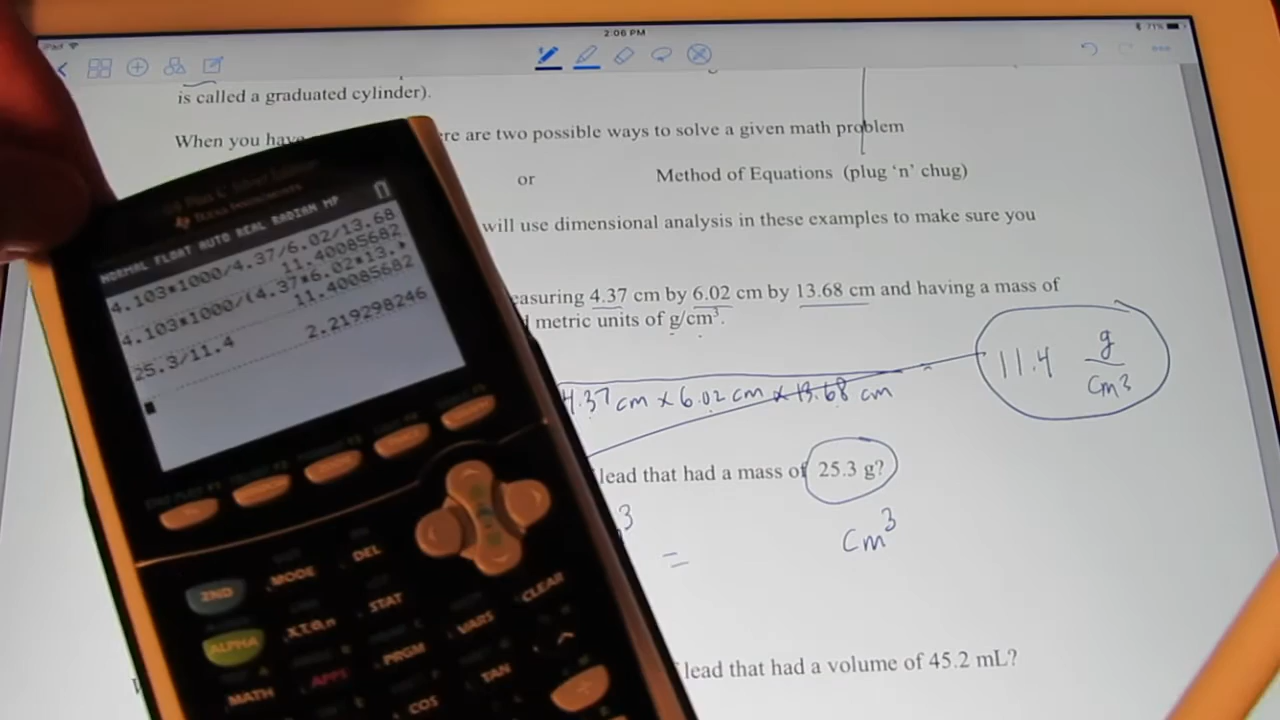 iPad
2:06 PM
71%
is called a graduated cylinder).
When you have
ere are two possible ways to solve a given math problem
or Method of Equations (plug ‘n’ chug)
will use dimensional analysis in these examples to make sure you
easuring 4.37 cm by 6.02 cm by 13.68 cm and having a mass of
metric units of g/cm³.
11.4 g/cm3
4.37 cm x 6.02 cm x 13.68 cm
lead that had a mass of 25.3 g?
3
= cm³
lead that had a volume of 45.2 mL?
TEXAS INSTRUMENTS
NORMAL FLOAT AUTO REAL RADIAN MP
4.103*1000/4.37/6.02/13.68
11.40085682
4.103*1000/(4.37*6.02*13.
11.40085682
25.3/11.4
2.219298246
2ND
MODE
DEL
ALPHA
X,T,θ,n
STAT
MATH
APPS
PRGM
VARS
CLEAR
COS
TAN
÷